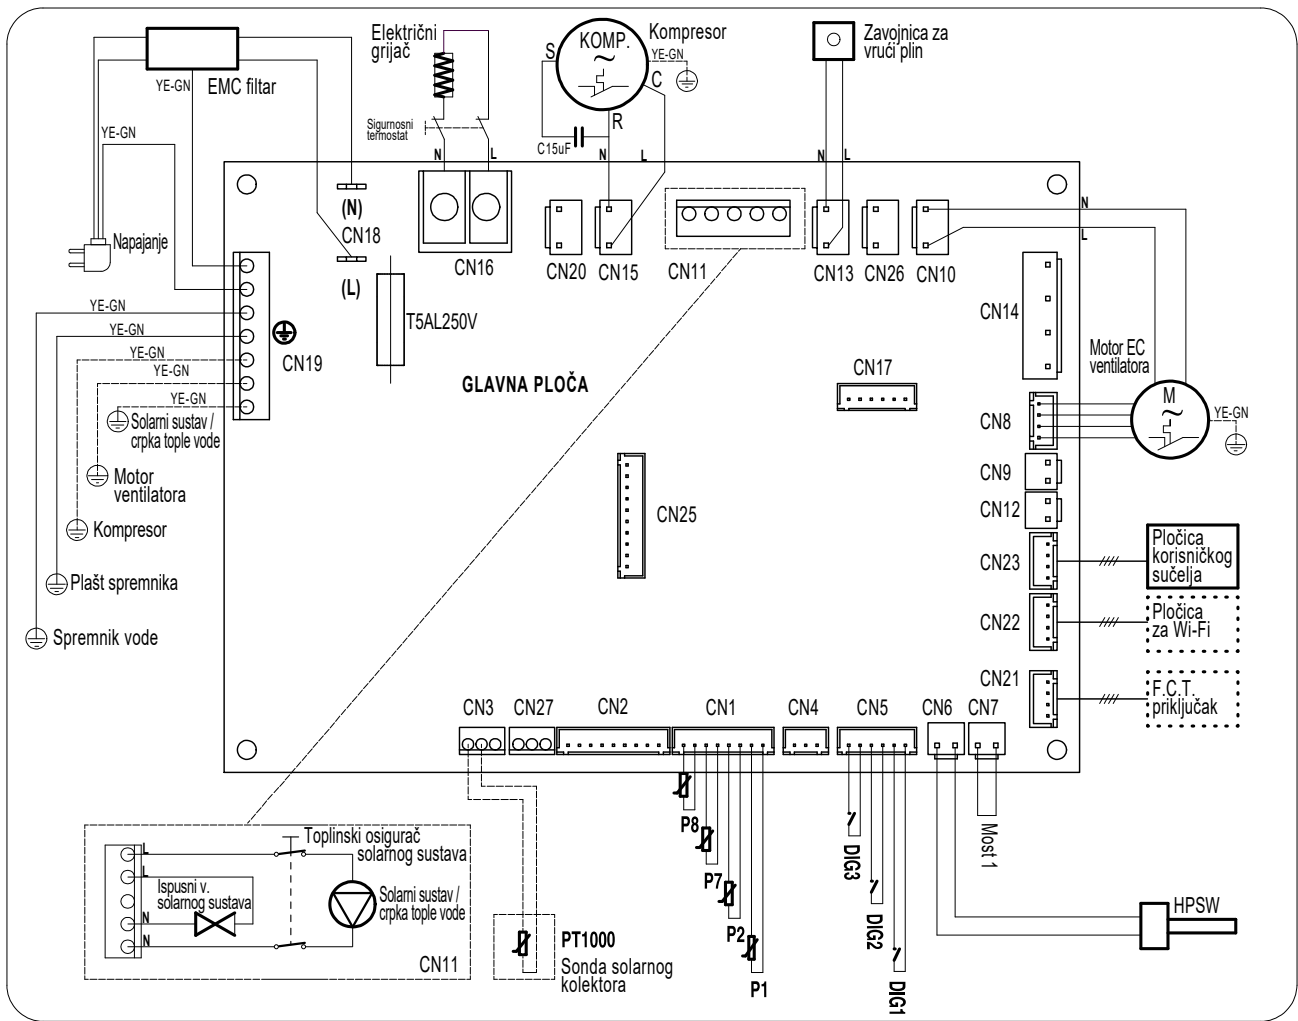 Električni
grijač
KOMP.
Kompresor
S
YE-GN
C
R
Zavojnica za
vrući plin
EMC filtar
YE-GN
YE-GN
Sigurnosni
termostat
C15uF
N
L
N
L
N
L
(N)
CN18
(L)
Napajanje
CN16
CN20
CN15
CN11
CN13
CN26
CN10
N
L
YE-GN
YE-GN
YE-GN
YE-GN
YE-GN
CN19
T5AL250V
GLAVNA PLOČA
CN17
CN14
Motor EC
ventilatora
M
YE-GN
CN8
CN9
CN12
CN23
CN22
CN21
Solarni sustav /
crpka tople vode
Motor
ventilatora
Kompresor
Plašt spremnika
Spremnik vode
CN25
Pločica
korisničkog
sučelja
Pločica
za Wi-Fi
F.C.T.
priključak
CN3
CN27
CN2
CN1
CN4
CN5
CN6
CN7
P8
P7
P2
P1
DIG3
DIG2
DIG1
Most 1
HPSW
Toplinski osigurač
solarnog sustava
L
L
N
N
Ispusni v.
solarnog sustava
Solarni sustav /
crpka tople vode
CN11
PT1000
Sonda solarnog
kolektora